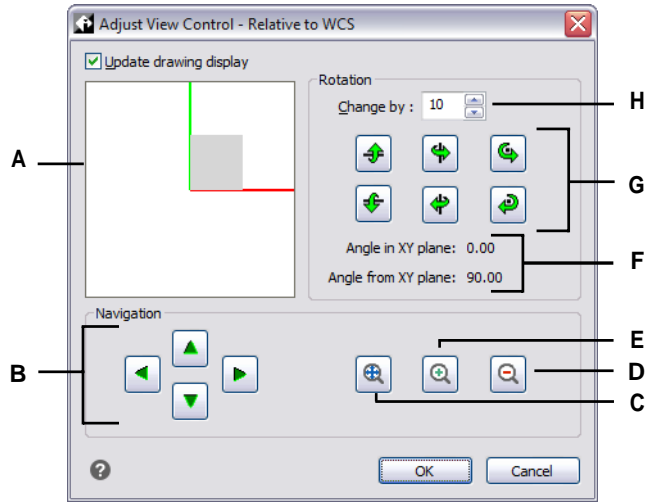 Adjust View Control - Relative to WCS
Update drawing display
Rotation
Change by : 10
H
A
G
Angle in XY plane: 0.00
F
Angle from XY plane: 90.00
Navigation
E
B
D
C
OK
Cancel